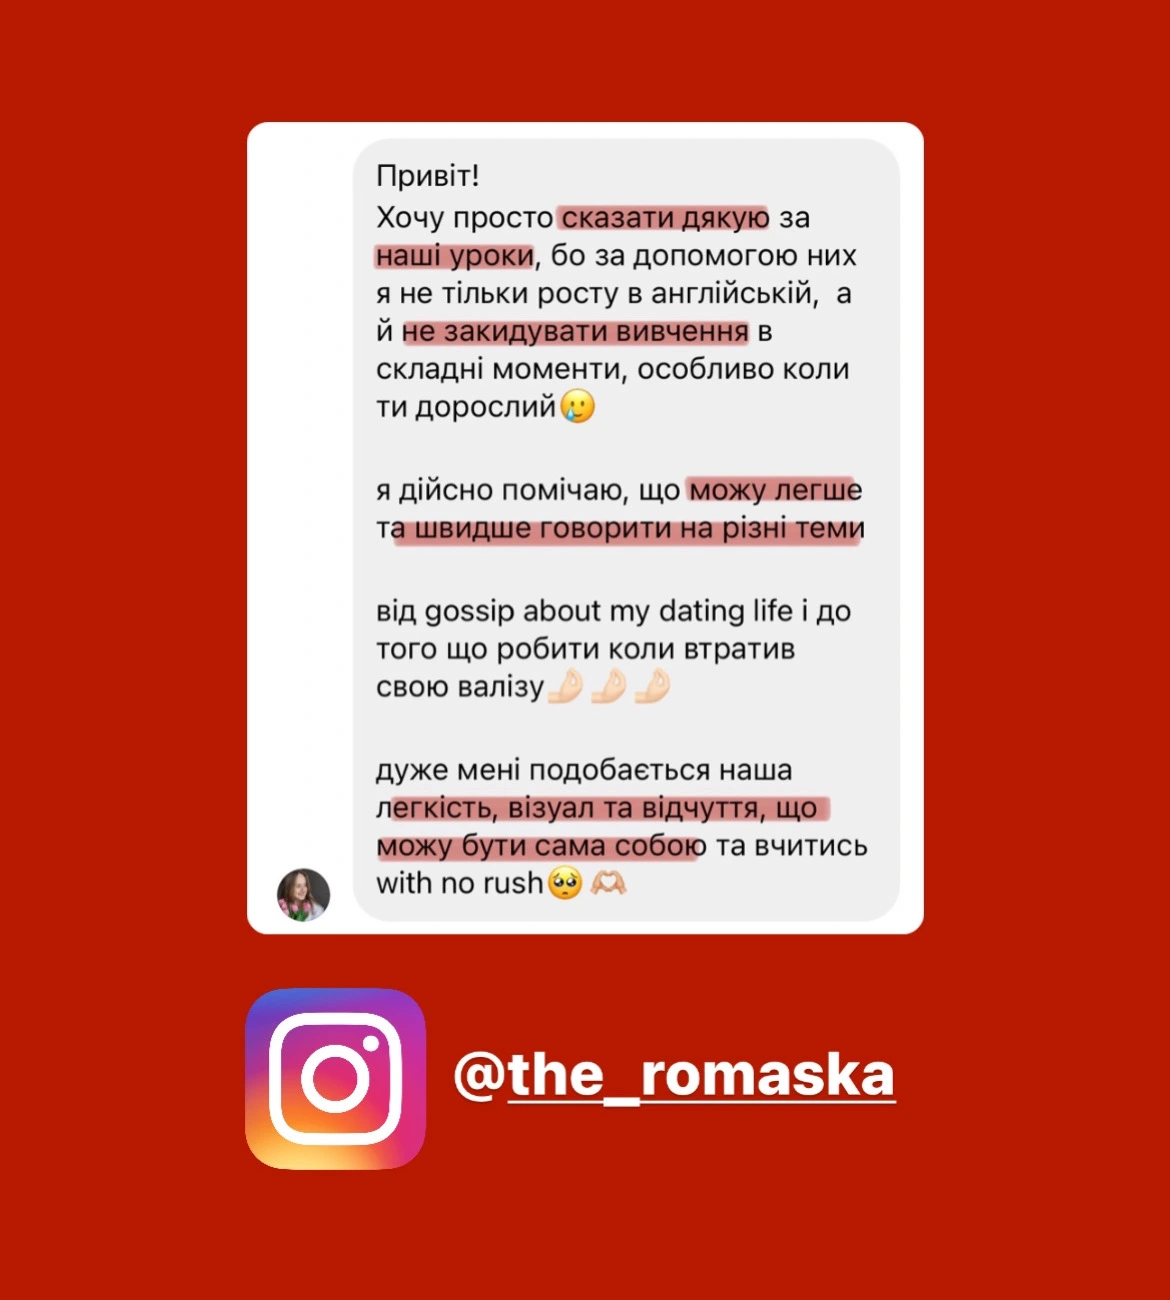 Привіт!
Хочу просто сказати дякую за
наші уроки, бо за допомогою них
я не тільки росту в англійській,  а
й не закидувати вивчення в
складні моменти, особливо коли
ти дорослий🥲
я дійсно помічаю, що можу легше
та швидше говорити на різні теми
від gossip about my dating life і до
того що робити коли втратив
свою валізу🤌🏻🤌🏻🤌🏻
дуже мені подобається наша
легкість, візуал та відчуття, що
можу бути сама собою та вчитись
with no rush🥺🫶🏻
@the_romaska